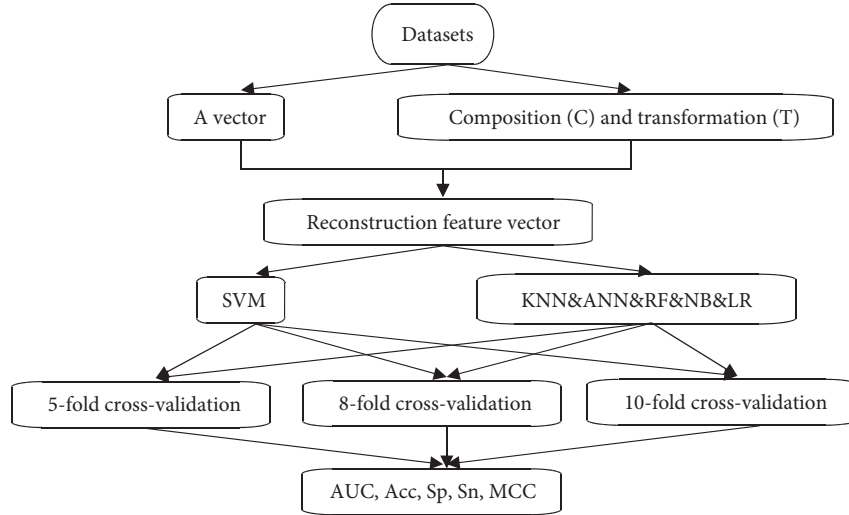 Datasets
A vector
Composition (C) and transformation (T)
Reconstruction feature vector
SVM
KNN&ANN&RF&NB&LR
5-fold cross-validation
8-fold cross-validation
10-fold cross-validation
AUC, Acc, Sp, Sn, MCC